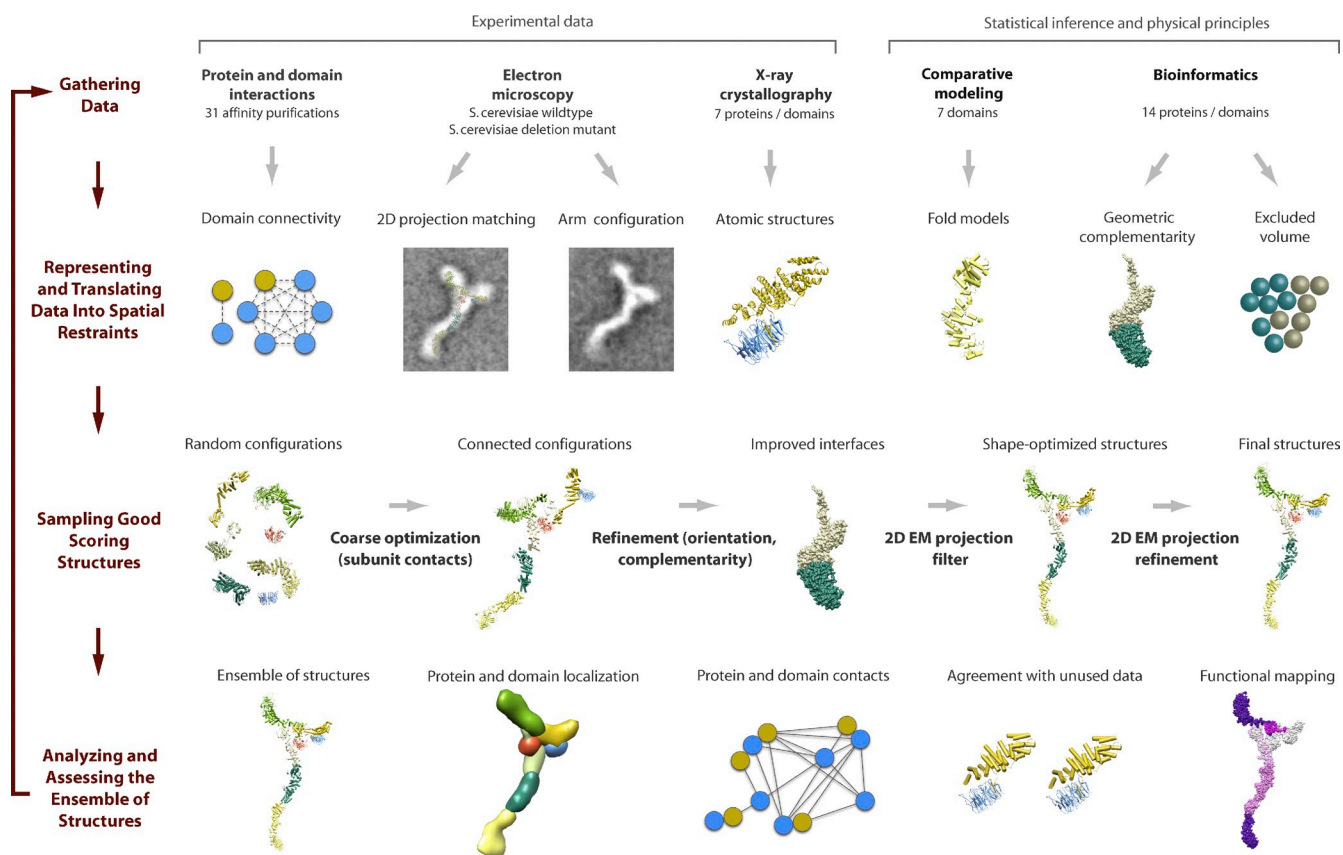 Experimental data
Statistical inference and physical principles
Gathering
Data
Protein and domain
interactions
31 affinity purifications
Electron
microscopy
S. cerevisiae wildtype
S. cerevisiae deletion mutant
X-ray
crystallography
7 proteins / domains
Comparative
modeling
7 domains
Bioinformatics
14 proteins / domains
Representing
and Translating
Data Into Spatial
Restraints
Domain connectivity
2D projection matching
Arm configuration
Atomic structures
Fold models
Geometric
complementarity
Excluded
volume
Sampling Good
Scoring
Structures
Random configurations
Coarse optimization
(subunit contacts)
Connected configurations
Refinement (orientation,
complementarity)
Improved interfaces
2D EM projection
filter
Shape-optimized structures
2D EM projection
refinement
Final structures
Analyzing and
Assessing the
Ensemble of
Structures
Ensemble of structures
Protein and domain localization
Protein and domain contacts
Agreement with unused data
Functional mapping